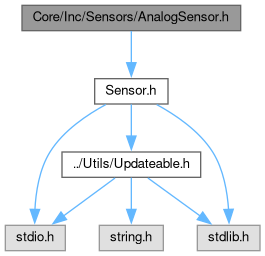 Core/Inc/Sensors/AnalogSensor.h
Sensor.h
../Utils/Updateable.h
stdio.h
string.h
stdlib.h